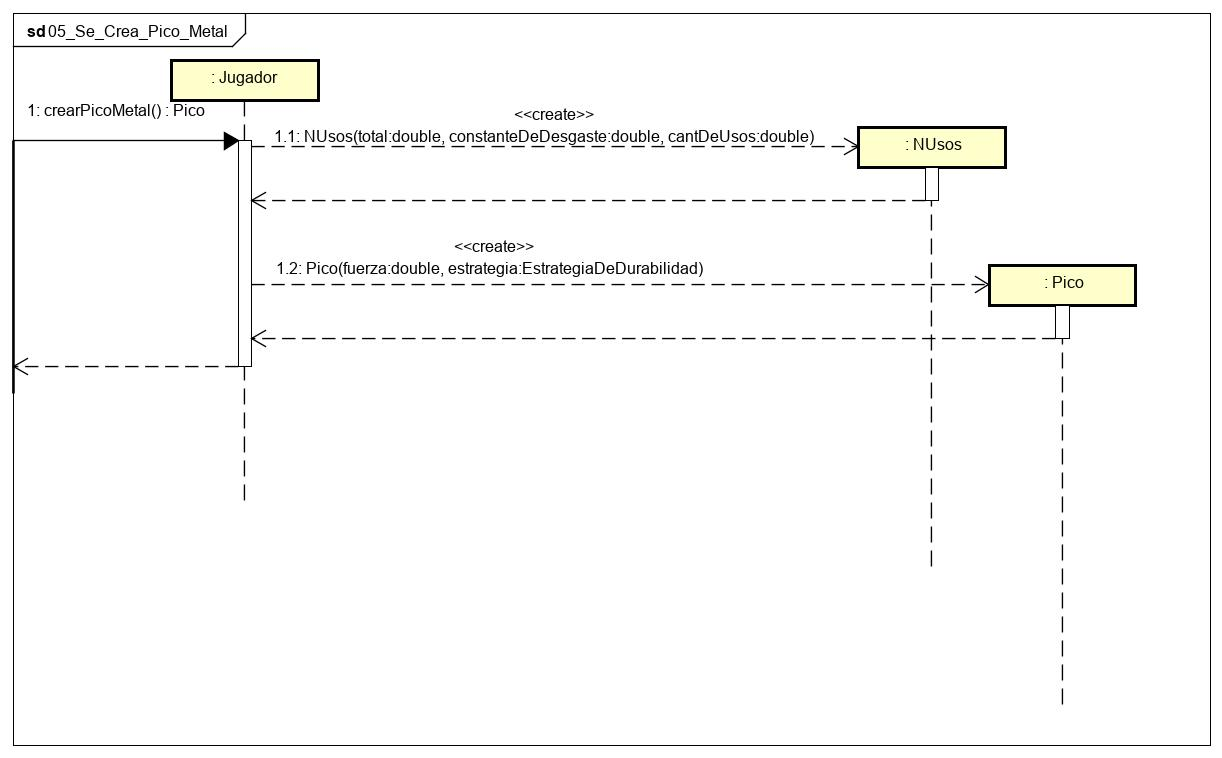 sd 05_Se_Crea_Pico_Metal
: Jugador
1: crearPicoMetal() : Pico
<<create>>
1.1: NUsos(total:double, constanteDeDesgaste:double, cantDeUsos:double)
: NUsos
<<create>>
1.2: Pico(fuerza:double, estrategia:EstrategiaDeDurabilidad)
: Pico